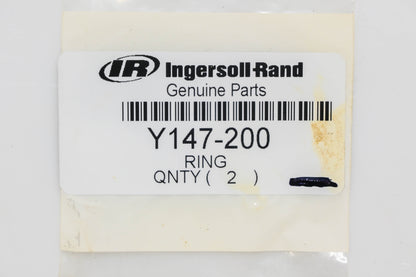 IR Ingersoll-Rand
Genuine Parts
Y147-200
RING
QNTY ( 2 )